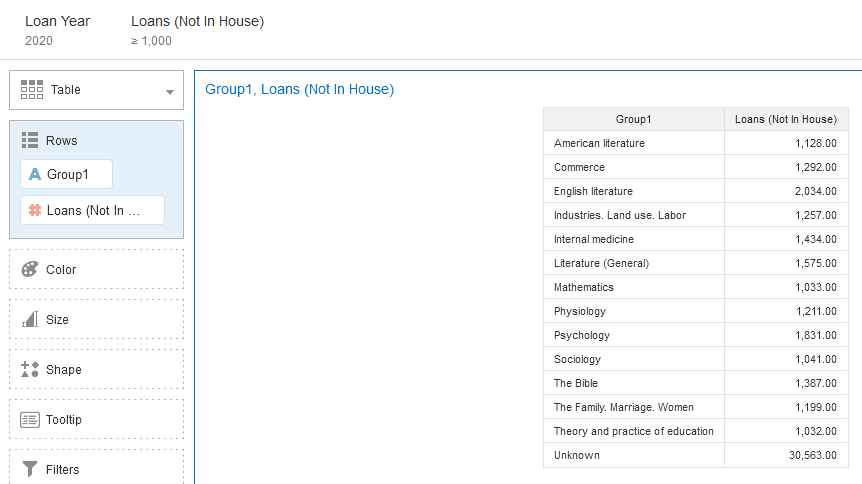 Loan Year Loans (Not In House)
2020 ≥ 1,000
Table
Rows
A Group1
# Loans (Not In ...
Color
Size
Shape
Tooltip
Filters
Group1, Loans (Not In House)
Group1 Loans (Not In House)
American literature 1,128.00
Commerce 1,292.00
English literature 2,034.00
Industries. Land use. Labor 1,257.00
Internal medicine 1,434.00
Literature (General) 1,575.00
Mathematics 1,033.00
Physiology 1,211.00
Psychology 1,831.00
Sociology 1,041.00
The Bible 1,387.00
The Family. Marriage. Women 1,199.00
Theory and practice of education 1,032.00
Unknown 30,563.00